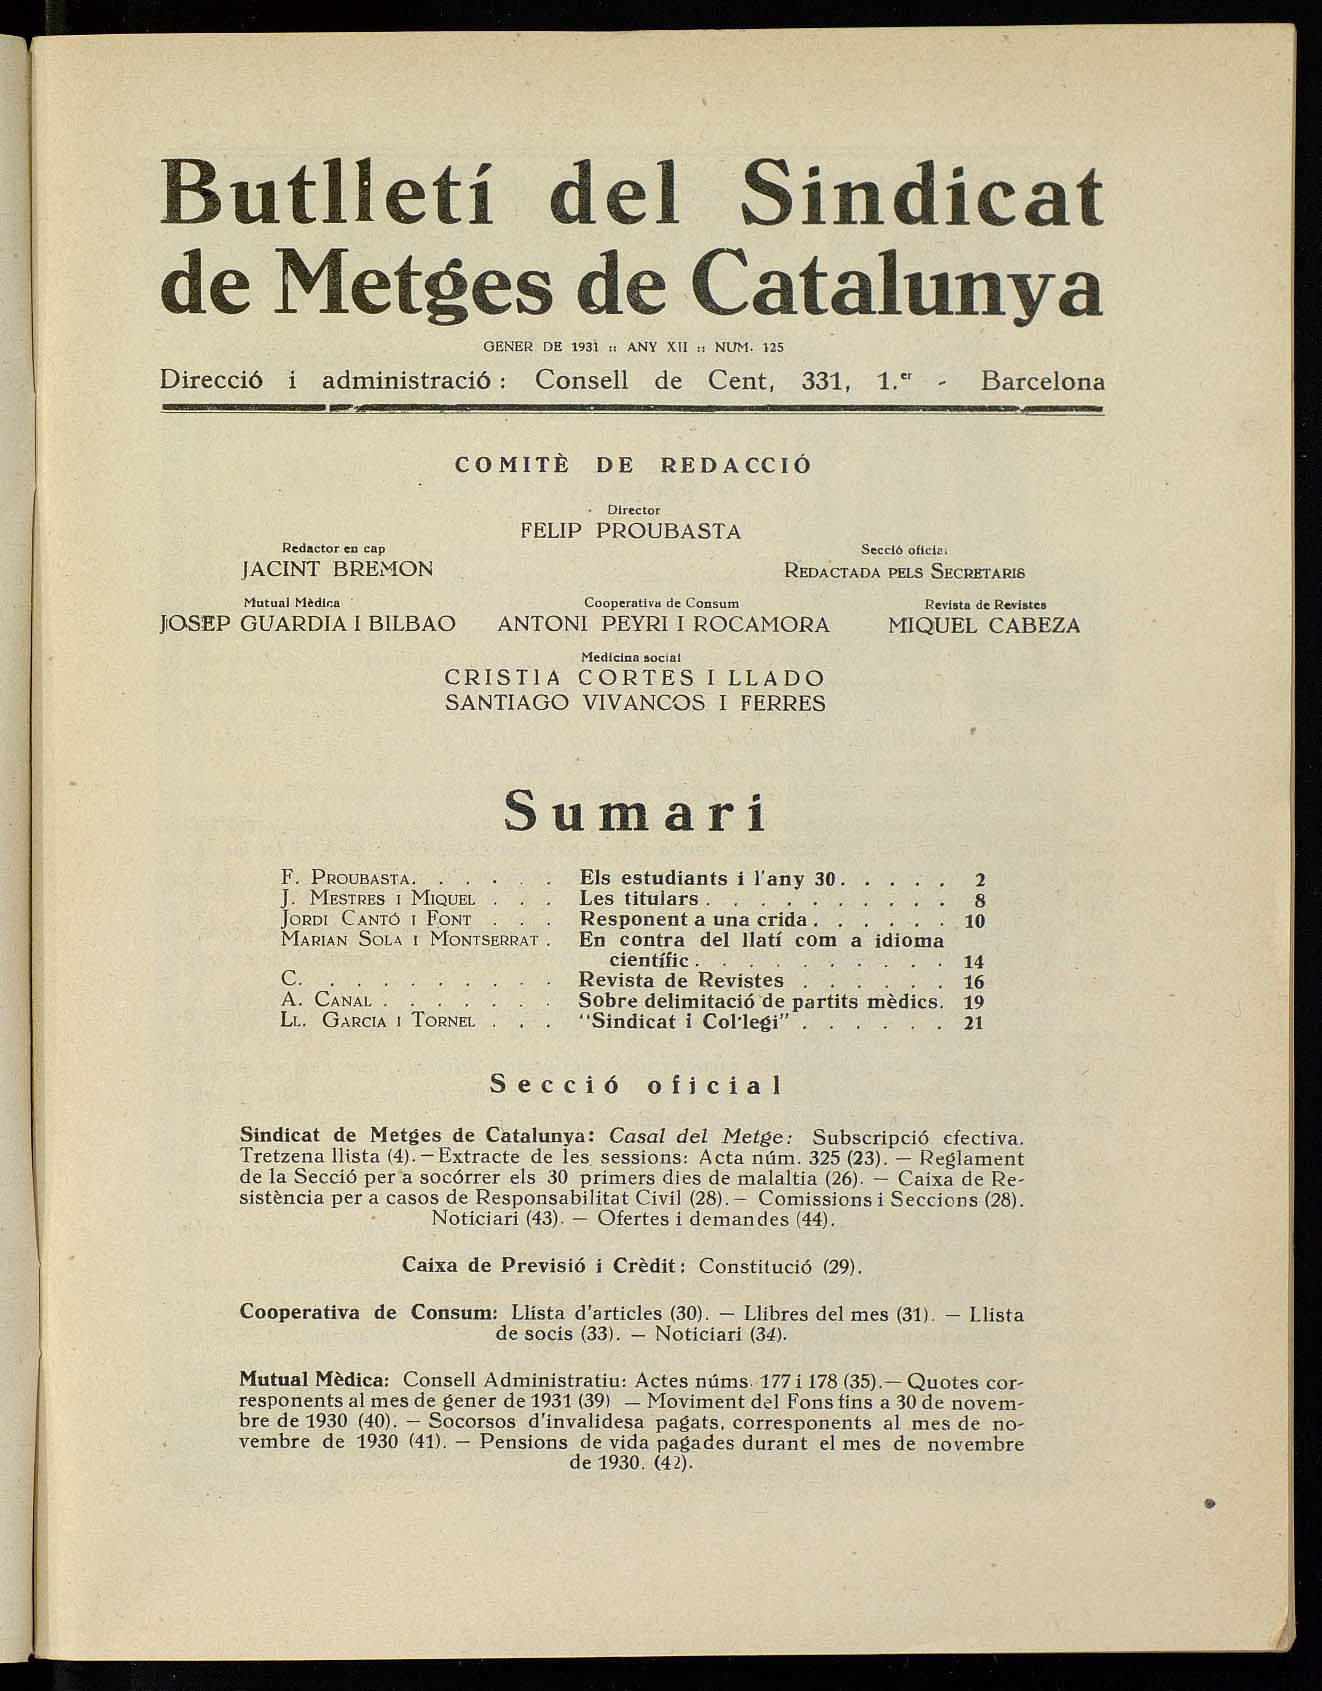 Butlletí del Sindicat
de Metges de Catalunya
GENER DE 1931 :: ANY XII :: NUM. 125
Direcció i administració : Consell de Cent, 331, 1.er - Barcelona
COMITÈ DE REDACCIÓ
Director
FELIP PROUBASTA
Redactor en cap
JACINT BREMON
Secció oficial
REDACTADA PELS SECRETARIS
Mutual Mèdica
JOSEP GUARDIA I BILBAO
Cooperativa de Consum
ANTONI PEYRI I ROCAMORA
Revista de Revistes
MIQUEL CABEZA
Medicina social
CRISTIA CORTES I LLADO
SANTIAGO VIVANCOS I FERRES
Sumari
F. PROUBASTA. . . . . . . Els estudiants i l'any 30. . . . . 2
J. MESTRES I MIQUEL . . . Les titulars . . . . . . . . . . 8
JORDI CANTÓ I FONT . . . Responent a una crida . . . . . . 10
MARIAN SOLA I MONTSERRAT . En contra del llatí com a idioma
científic . . . . . . . . . . 14
C. . . . . . . . . . . Revista de Revistes . . . . . . 16
A. CANAL . . . . . . . Sobre delimitació de partits mèdics. 19
LL. GARCIA I TORNEL . . . "Sindicat i Col·legi" . . . . . . 21
Secció oficial
Sindicat de Metges de Catalunya: Casal del Metge: Subscripció efectiva.
Tretzena llista (4). — Extracte de les sessions: Acta núm. 325 (23). — Reglament
de la Secció per a socórrer els 30 primers dies de malaltia (26). — Caixa de Re-
sistència per a casos de Responsabilitat Civil (28). — Comissions i Seccions (28).
Noticiari (43). — Ofertes i demandes (44).
Caixa de Previsió i Crèdit: Constitució (29).
Cooperativa de Consum: Llista d'articles (30). — Llibres del mes (31). — Llista
de socis (33). — Noticiari (34).
Mutual Mèdica: Consell Administratiu: Actes núms. 177 i 178 (35). — Quotes cor-
responents al mes de gener de 1931 (39) — Moviment del Fons fins a 30 de novem-
bre de 1930 (40). — Socorsos d'invalidesa pagats, corresponents al mes de no-
vembre de 1930 (41). — Pensions de vida pagades durant el mes de novembre
de 1930. (42).